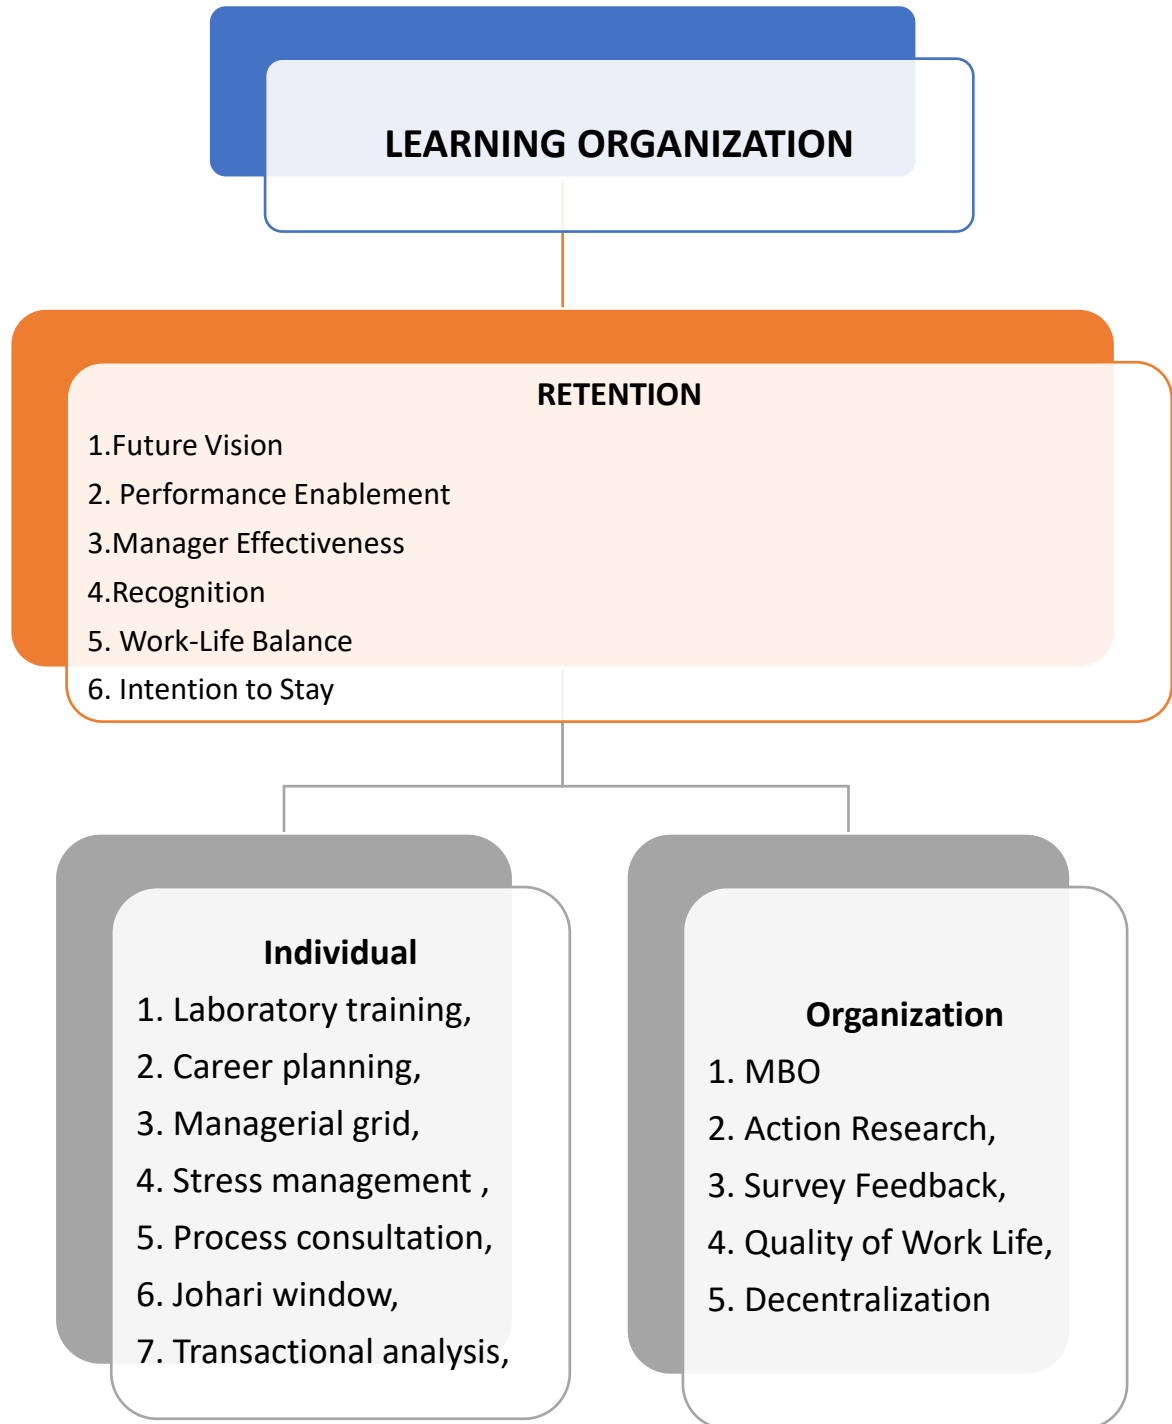 LEARNING ORGANIZATION
RETENTION
1.Future Vision
2. Performance Enablement
3.Manager Effectiveness
4.Recognition
5. Work-Life Balance
6. Intention to Stay
Individual
1. Laboratory training,
2. Career planning,
3. Managerial grid,
4. Stress management ,
5. Process consultation,
6. Johari window,
7. Transactional analysis,
Organization
1. MBO
2. Action Research,
3. Survey Feedback,
4. Quality of Work Life,
5. Decentralization